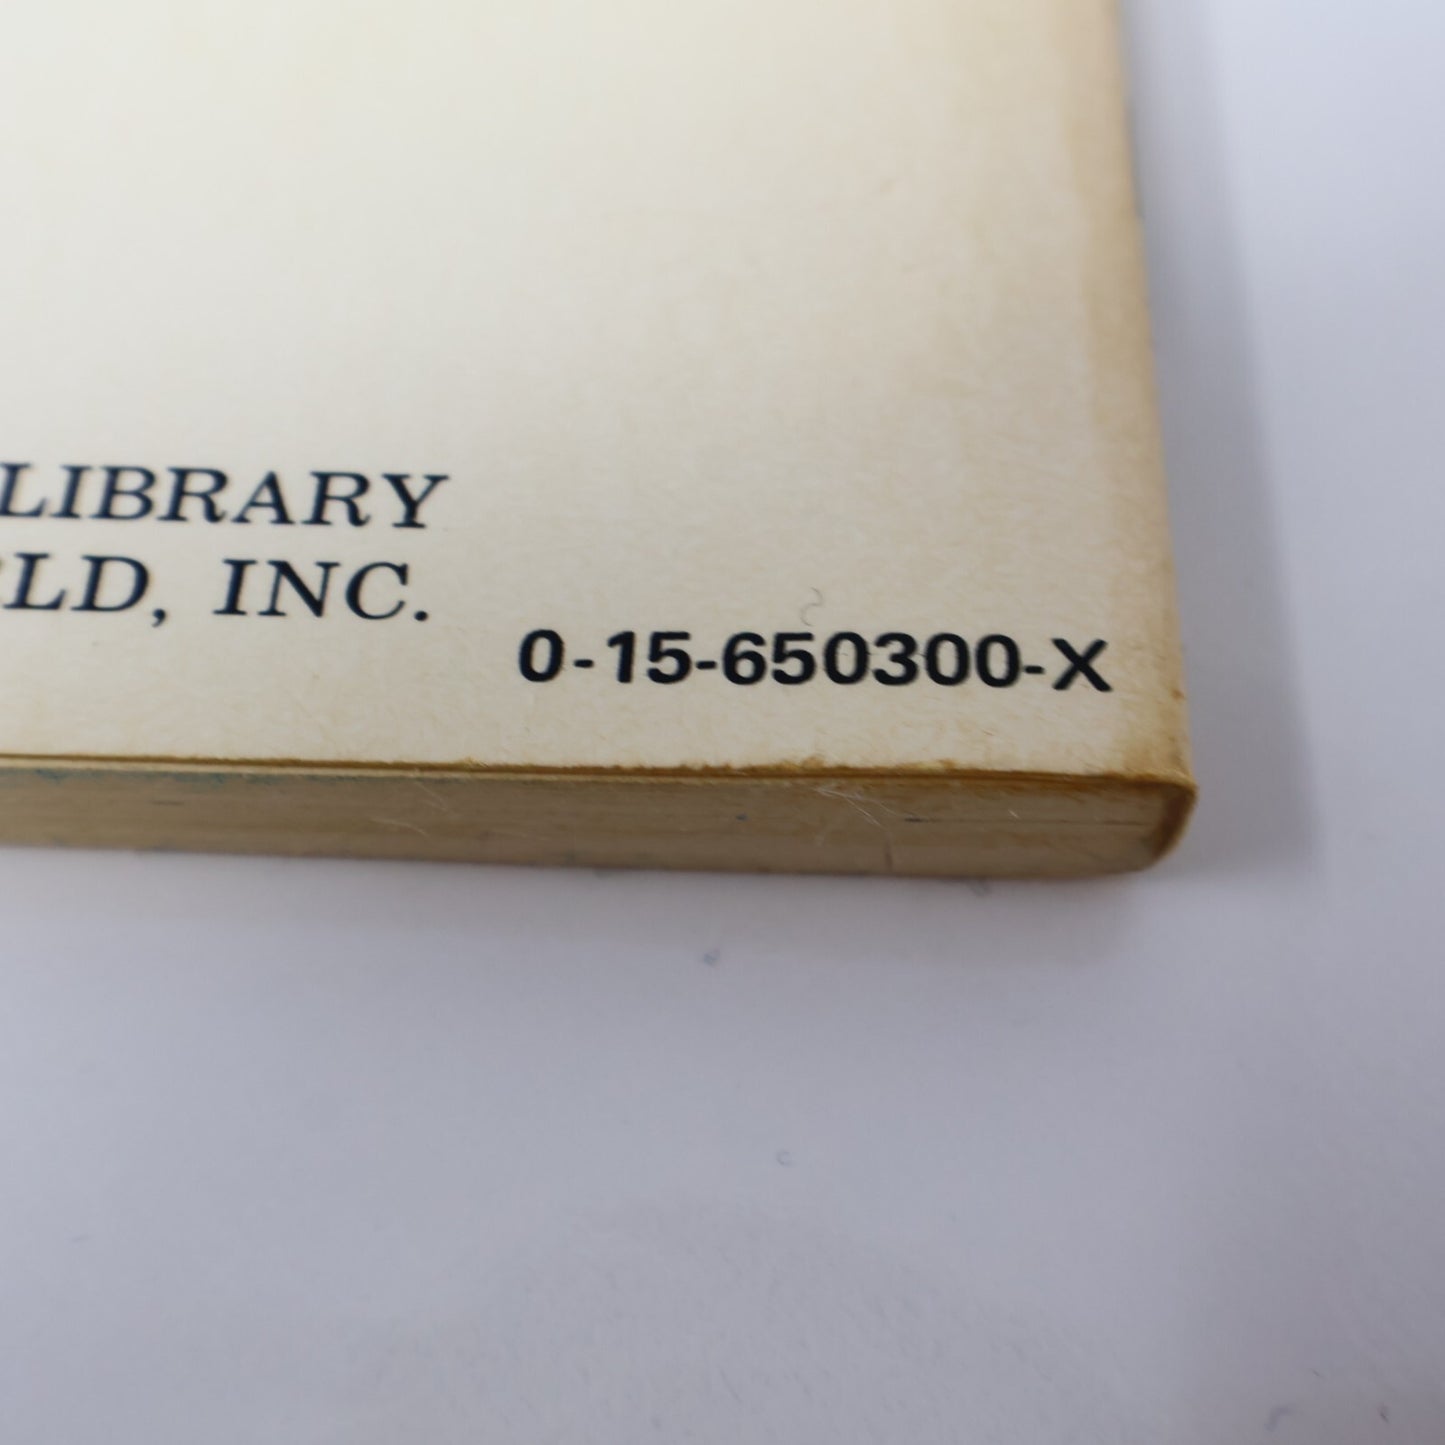 LIBRARY
LD, INC.
0-15-650300-X